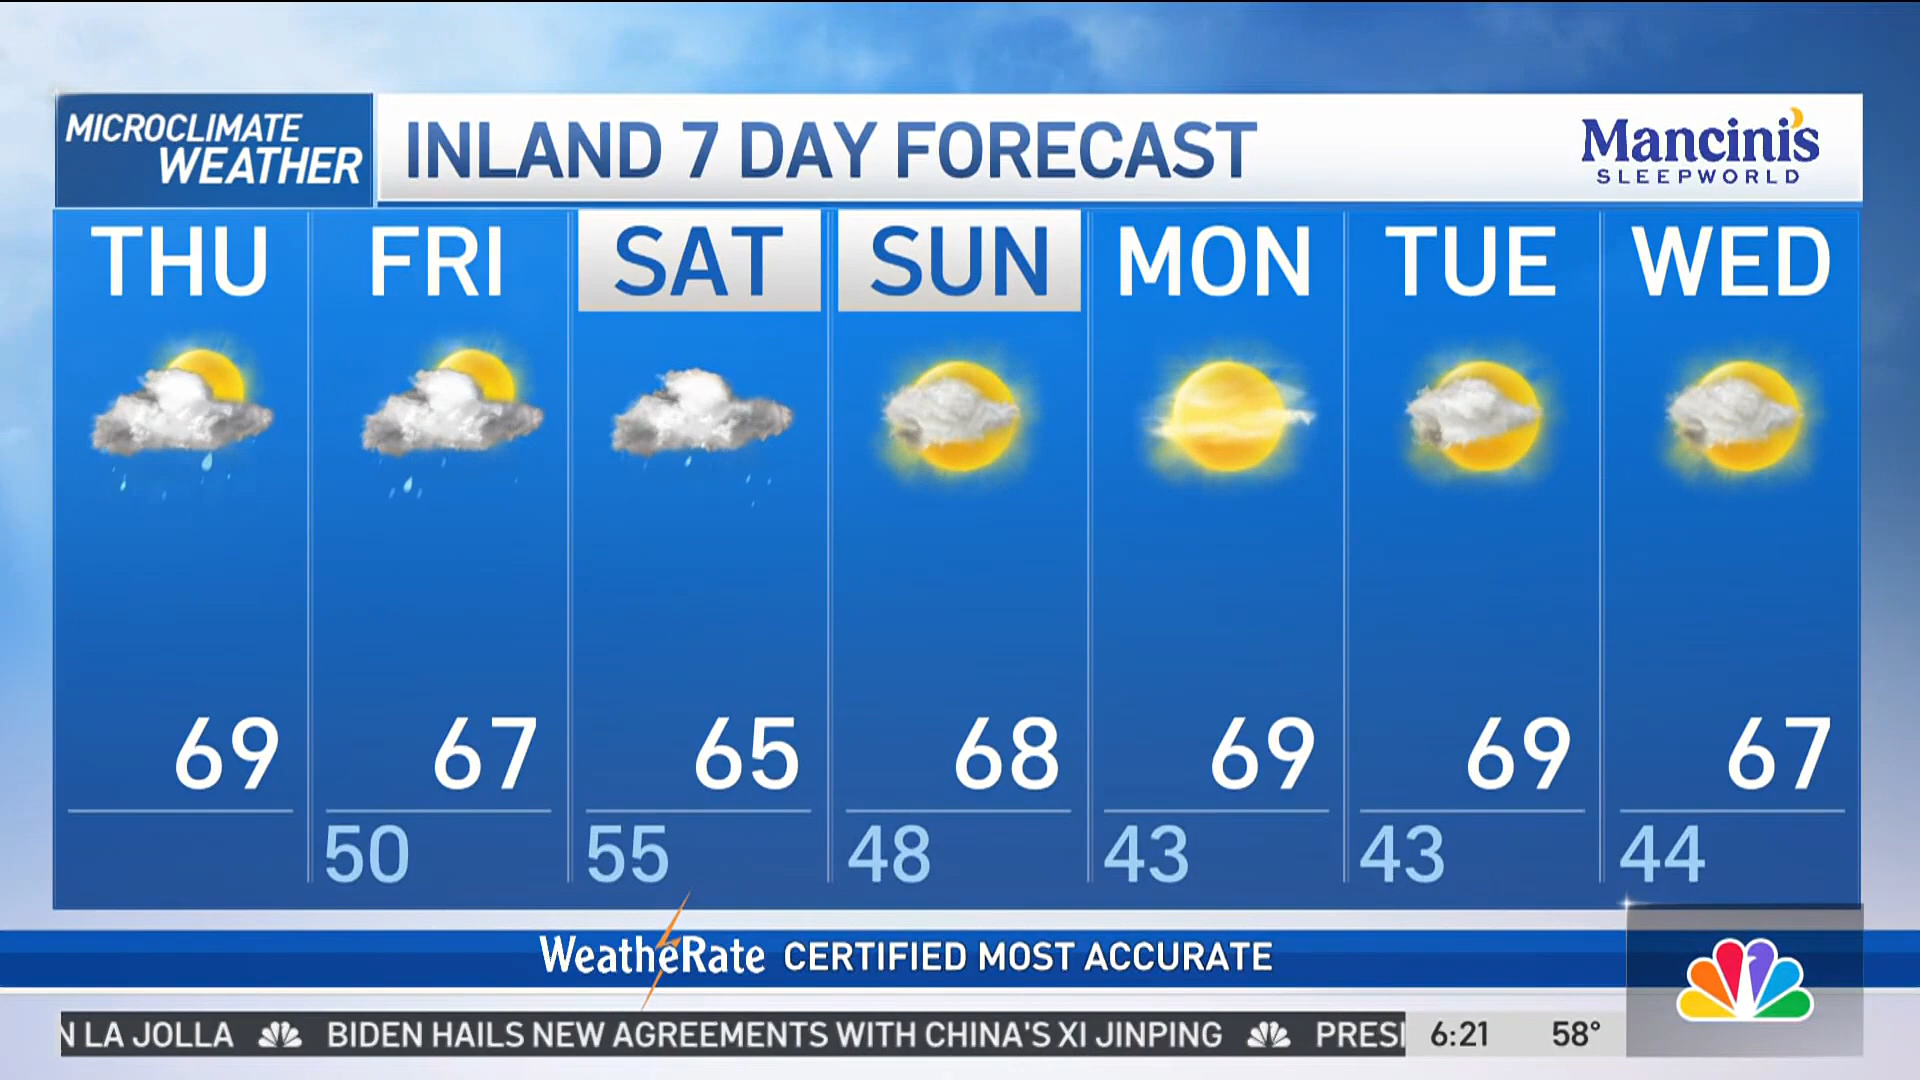 MICROCLIMATE
WEATHER
INLAND 7 DAY FORECAST
Mancini's
SLEEPWORLD
THU FRI SAT SUN MON TUE WED
69 67 65 68 69 69 67
50 55 48 43 43 44
WeatheRate CERTIFIED MOST ACCURATE
N LA JOLLA BIDEN HAILS NEW AGREEMENTS WITH CHINA'S XI JINPING PRESI 6:21 58°